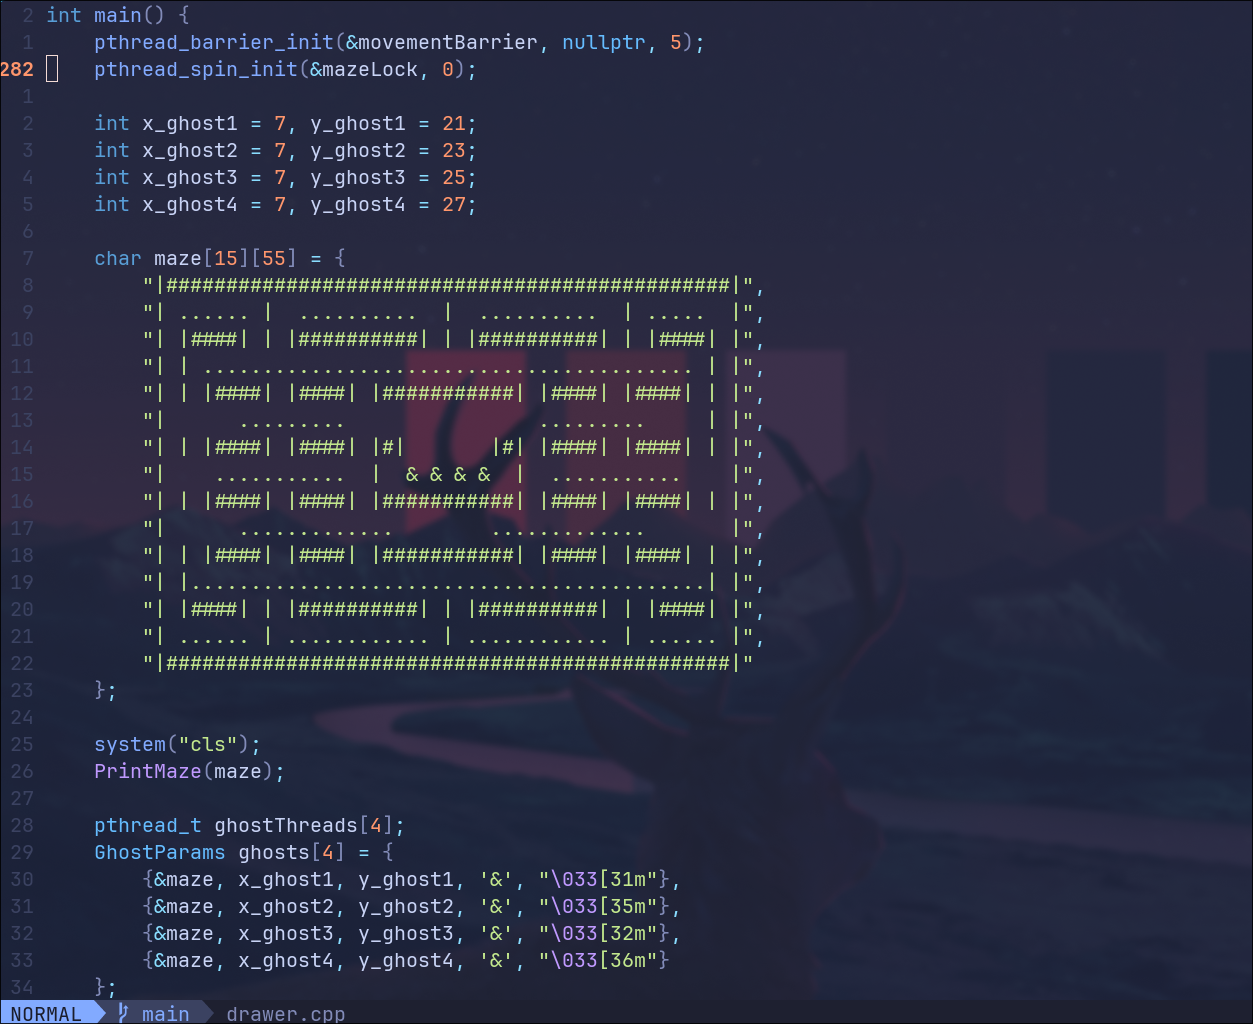 2 int main() {
1     pthread_barrier_init(&movementBarrier, nullptr, 5);
282     pthread_spin_init(&mazeLock, 0);
1
2     int x_ghost1 = 7, y_ghost1 = 21;
3     int x_ghost2 = 7, y_ghost2 = 23;
4     int x_ghost3 = 7, y_ghost3 = 25;
5     int x_ghost4 = 7, y_ghost4 = 27;
6
7     char maze[15][55] = {
8         "|###############################################|",
9         "| ...... |  ..........  |  ..........  | .....  |",
10         "| |####| | |##########| | |##########| | |####| |",
11         "| | ......................................... | |",
12         "| | |####| |####| |###########| |####| |####| | |",
13         "|      .........                .........     | |",
14         "| | |####| |####| |#|       |#| |####| |####| | |",
15         "|    ...........  |  & & & &  |  ...........    |",
16         "| | |####| |####| |###########| |####| |####| | |",
17         "|      .............        .............       |",
18         "| | |####| |####| |###########| |####| |####| | |",
19         "| |...........................................| |",
20         "| |####| | |##########| | |##########| | |####| |",
21         "| ...... | ............ | ............ | ...... |",
22         "|###############################################|"
23     };
24
25     system("cls");
26     PrintMaze(maze);
27
28     pthread_t ghostThreads[4];
29     GhostParams ghosts[4] = {
30         {&maze, x_ghost1, y_ghost1, '&', "\033[31m"},
31         {&maze, x_ghost2, y_ghost2, '&', "\033[35m"},
32         {&maze, x_ghost3, y_ghost3, '&', "\033[32m"},
33         {&maze, x_ghost4, y_ghost4, '&', "\033[36m"}
34     };
NORMAL main drawer.cpp